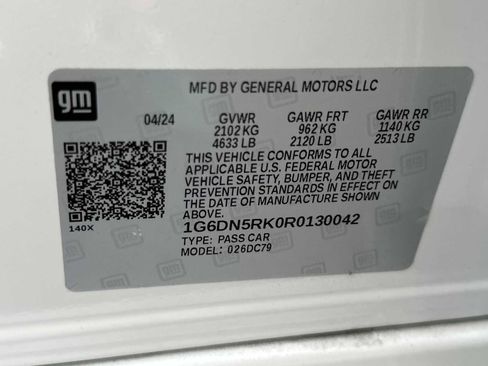 gm
MFD BY GENERAL MOTORS LLC
04/24 GVWR GAWR FRT GAWR RR
2102 KG 962 KG 1140 KG
4633 LB 2120 LB 2513 LB
THIS VEHICLE CONFORMS TO ALL
APPLICABLE U.S. FEDERAL MOTOR
VEHICLE SAFETY, BUMPER, AND THEFT
PREVENTION STANDARDS IN EFFECT ON
THE DATE OF MANUFACTURE SHOWN
ABOVE.
140X
1G6DN5RK0R0130042
TYPE: PASS CAR
MODEL: 026DC79